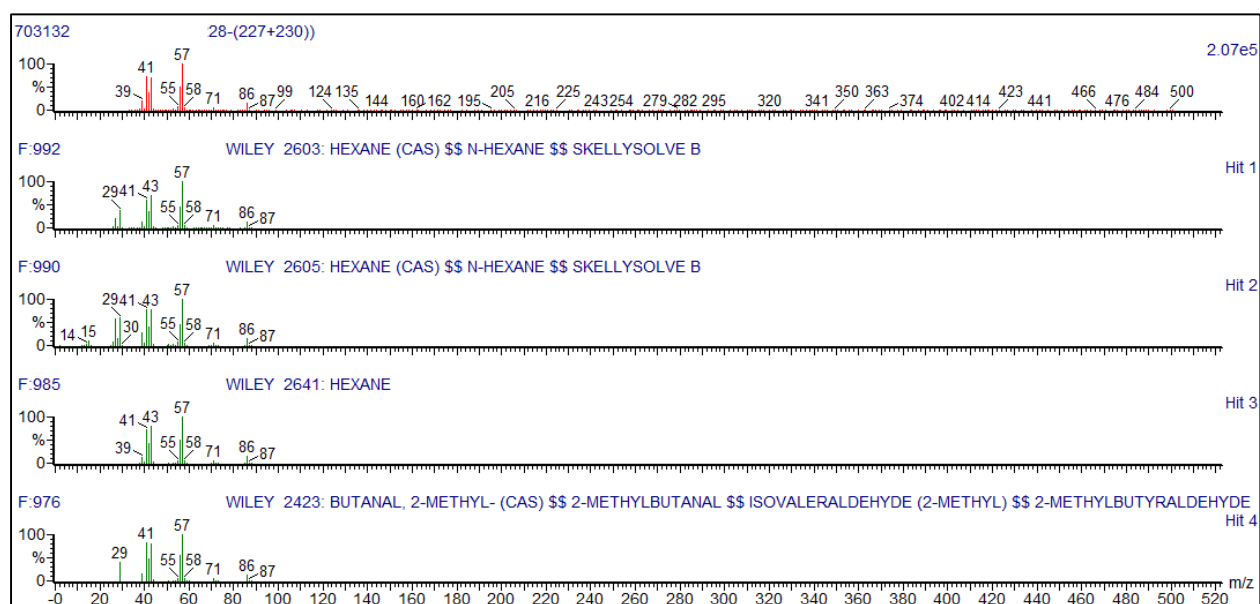 703132 28-(227+230))
2.07e5
100
%
0
39 41 55 57 58 71 86 87 99 124 135 144 160 162 195 205 216 225 243 254 279 282 295 320 341 350 363 374 402 414 423 441 466 476 484 500
F:992 WILEY 2603: HEXANE (CAS) $$ N-HEXANE $$ SKELLYSOLVE B
Hit 1
100
%
0
29 41 43 55 57 58 71 86 87
F:990 WILEY 2605: HEXANE (CAS) $$ N-HEXANE $$ SKELLYSOLVE B
Hit 2
100
%
0
14 15 29 30 41 43 55 57 58 71 86 87
F:985 WILEY 2641: HEXANE
Hit 3
100
%
0
39 41 43 55 57 58 71 86 87
F:976 WILEY 2423: BUTANAL, 2-METHYL- (CAS) $$ 2-METHYLBUTANAL $$ ISOVALERALDEHYDE (2-METHYL) $$ 2-METHYLBUTYRALDEHYDE
Hit 4
100
%
0
29 41 55 57 58 71 86 87
m/z
-0 20 40 60 80 100 120 140 160 180 200 220 240 260 280 300 320 340 360 380 400 420 440 460 480 500 520